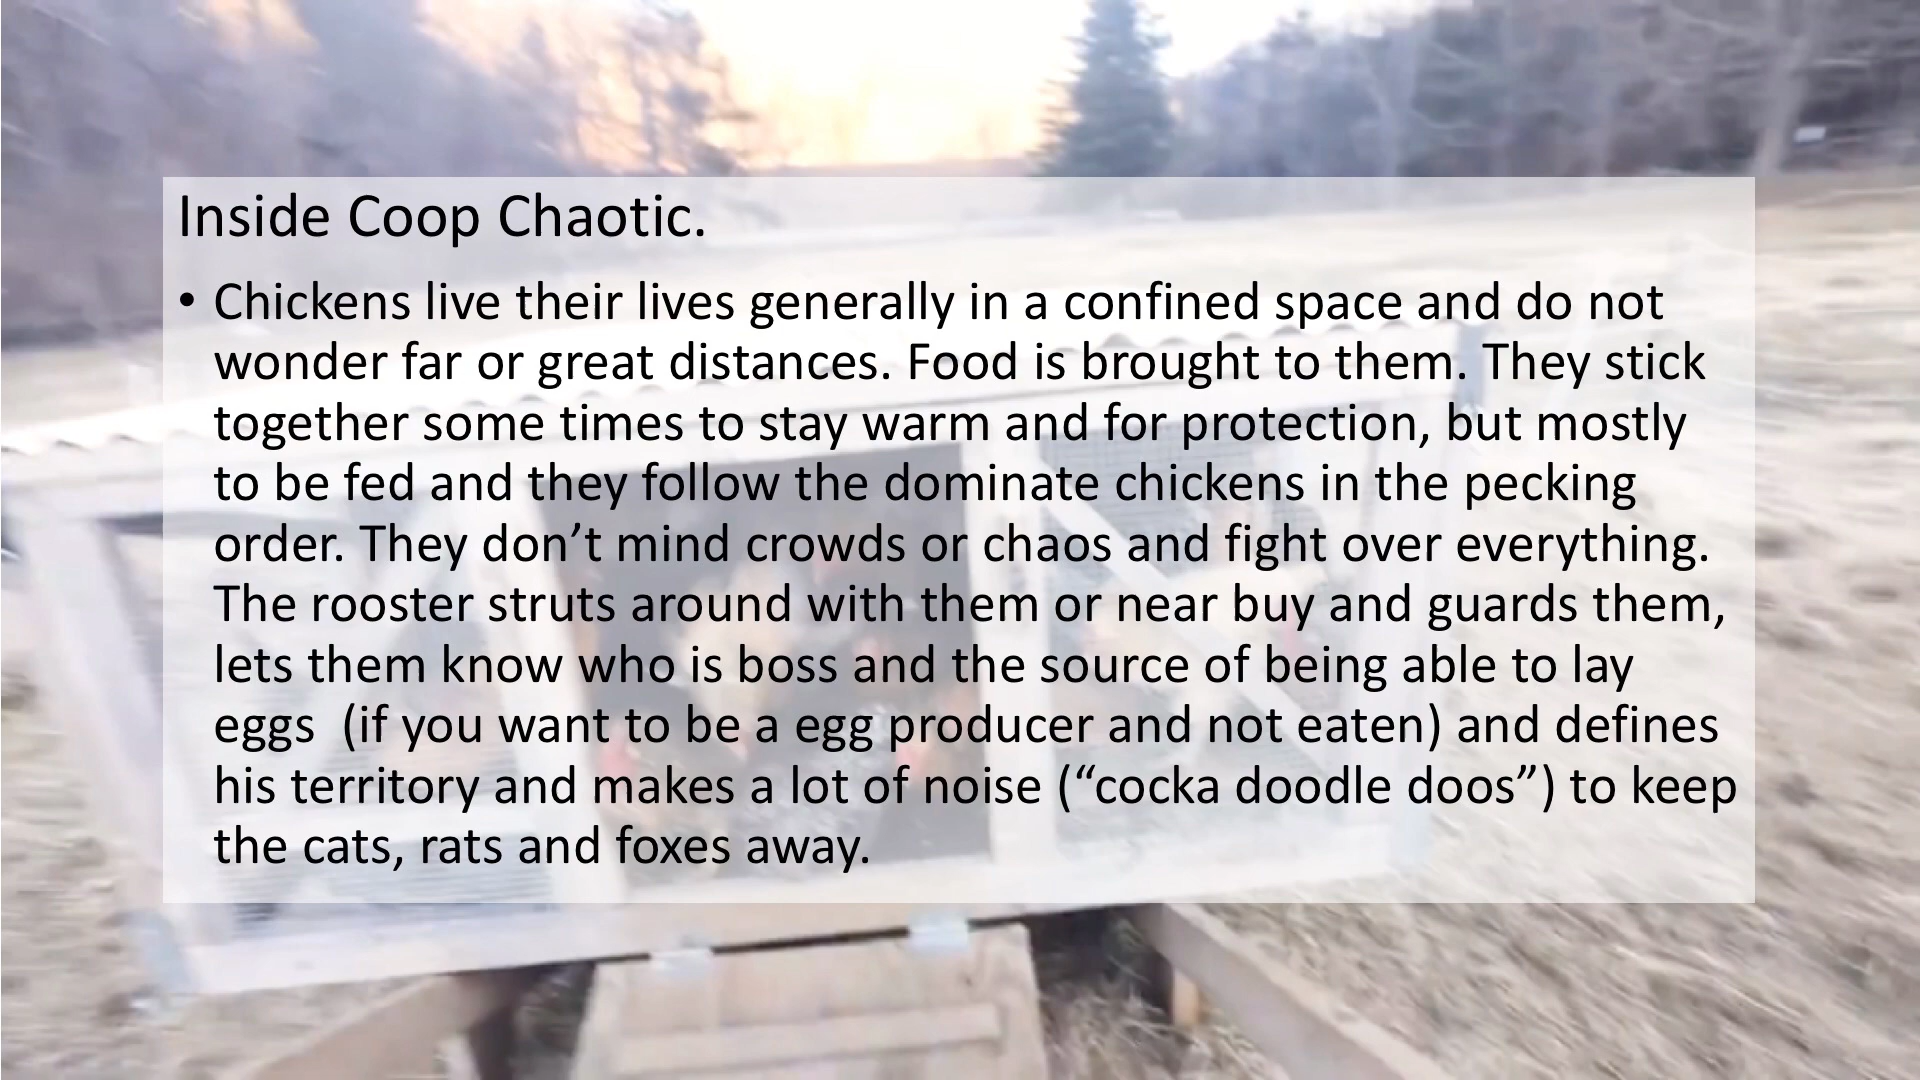 Inside Coop Chaotic.
• Chickens live their lives generally in a confined space and do not
wonder far or great distances. Food is brought to them. They stick
together some times to stay warm and for protection, but mostly
to be fed and they follow the dominate chickens in the pecking
order. They don’t mind crowds or chaos and fight over everything.
The rooster struts around with them or near buy and guards them,
lets them know who is boss and the source of being able to lay
eggs  (if you want to be a egg producer and not eaten) and defines
his territory and makes a lot of noise (“cocka doodle doos”) to keep
the cats, rats and foxes away.